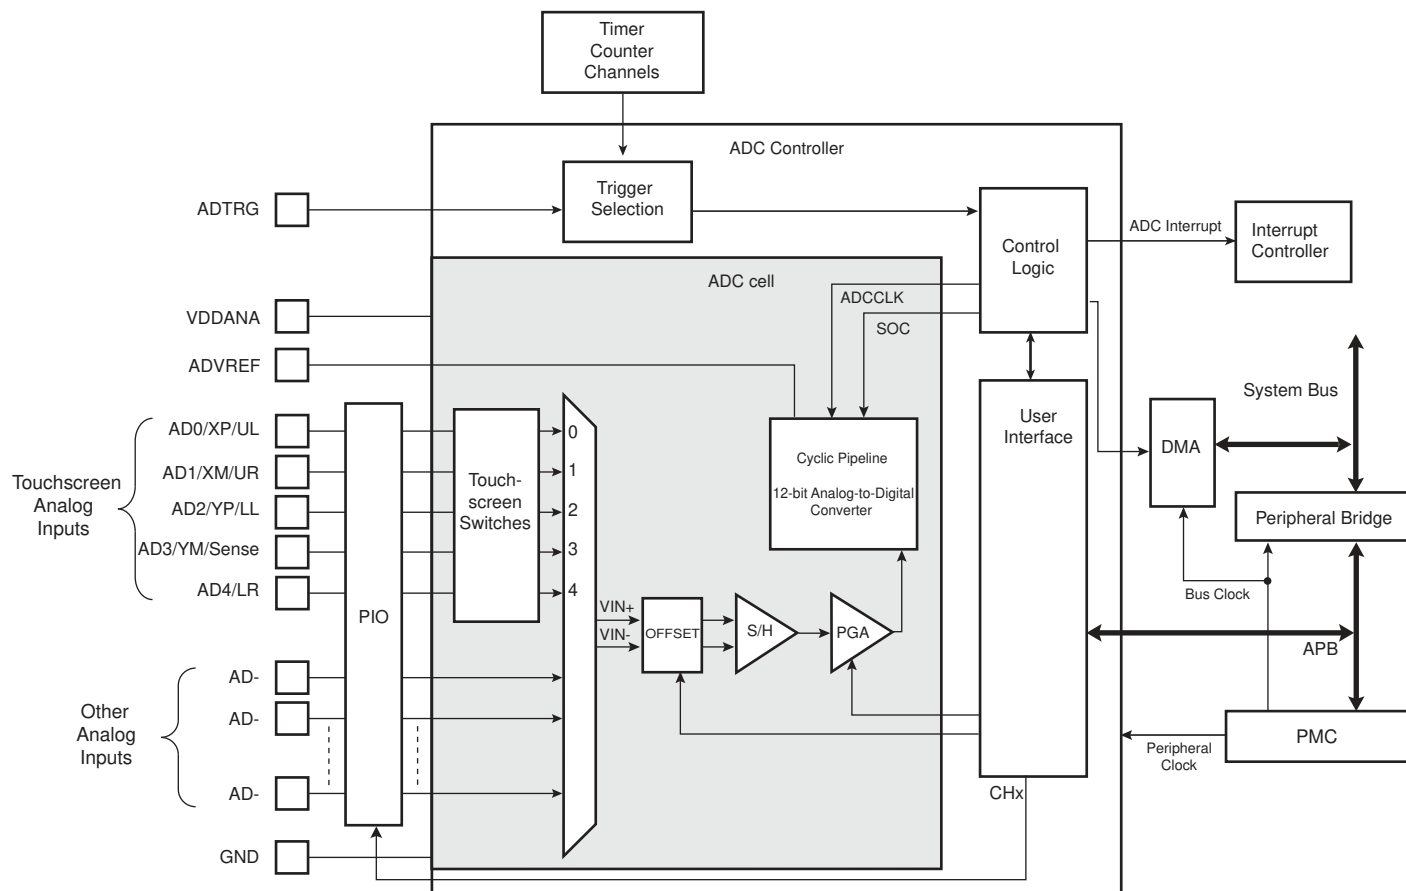 Timer
Counter
Channels
ADC Controller
ADTRG
Trigger
Selection
Control
Logic
ADC Interrupt
Interrupt
Controller
ADC cell
VDDANA
ADCCLK
SOC
ADVREF
System Bus
Touchscreen
Analog
Inputs
AD0/XP/UL
AD1/XM/UR
AD2/YP/LL
AD3/YM/Sense
AD4/LR
PIO
Touch-
screen
Switches
0
1
2
3
4
Cyclic Pipeline
12-bit Analog-to-Digital
Converter
User
Interface
DMA
Peripheral Bridge
Bus Clock
VIN+
VIN-
OFFSET
S/H
PGA
APB
Other
Analog
Inputs
AD-
AD-
AD-
PMC
Peripheral
Clock
CHx
GND